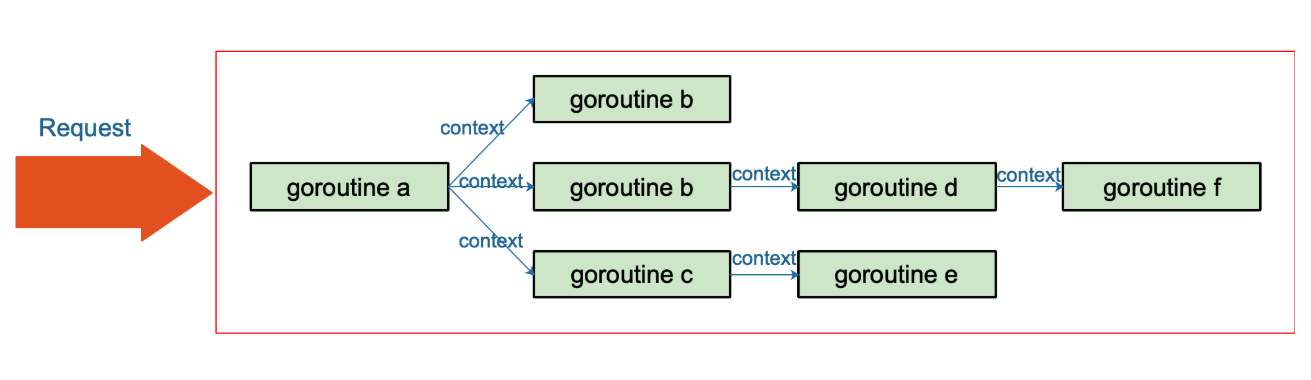 Request
goroutine b
context
goroutine a
context
goroutine b
context
goroutine d
context
goroutine f
context
goroutine c
context
goroutine e